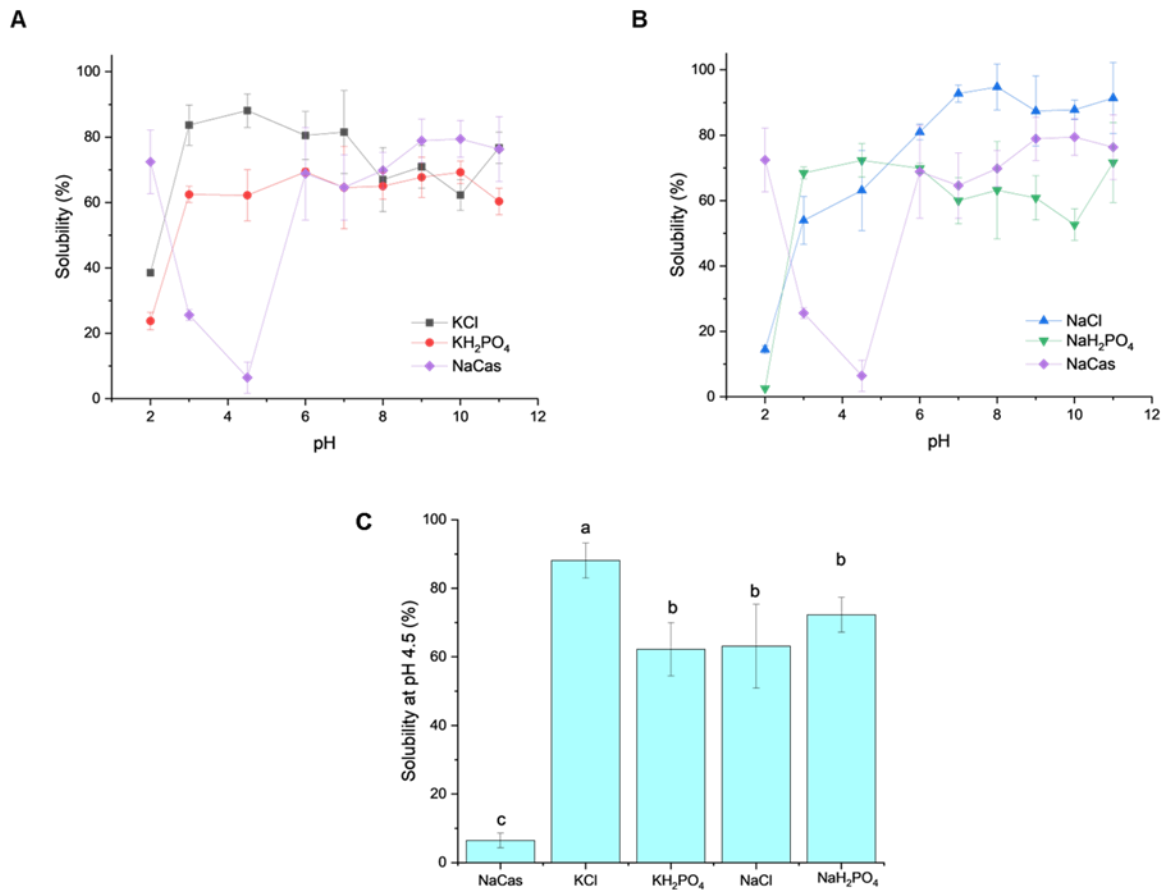 A
Solubility (%)
100
80
60
40
20
0
KCl
KH₂PO₄
NaCas
2 4 6 8 10 12
pH
B
Solubility (%)
100
80
60
40
20
0
NaCl
NaH₂PO₄
NaCas
2 4 6 8 10 12
pH
C
Solubility at pH 4.5 (%)
100
80
60
40
20
0
c
a
b
b
b
NaCas KCl KH₂PO₄ NaCl NaH₂PO₄